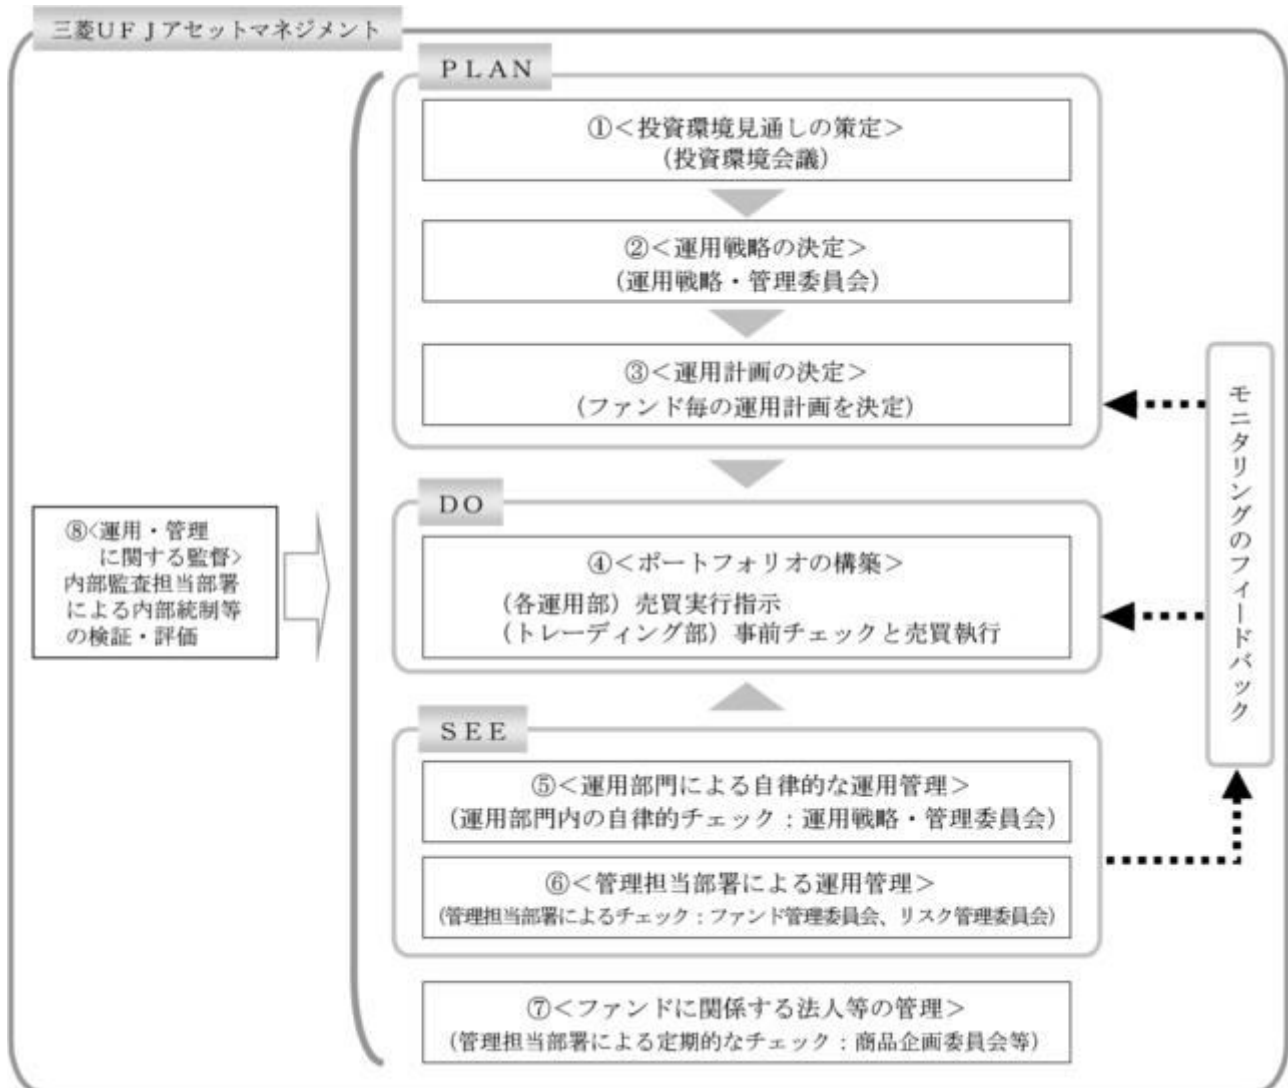 三菱UFJアセットマネジメント
PLAN
①＜投資環境見通しの策定＞
(投資環境会議)
②＜運用戦略の決定＞
(運用戦略・管理委員会)
③＜運用計画の決定＞
(ファンド毎の運用計画を決定)
DO
④＜ポートフォリオの構築＞
(各運用部) 売買実行指示
(トレーディング部) 事前チェックと売買執行
SEE
⑤＜運用部門による自律的な運用管理＞
(運用部門内の自律的チェック：運用戦略・管理委員会)
⑥＜管理担当部署による運用管理＞
(管理担当部署によるチェック：ファンド管理委員会、リスク管理委員会)
⑦＜ファンドに関係する法人等の管理＞
(管理担当部署による定期的なチェック：商品企画委員会等)
⑧<運用・管理
に関する監督>
内部監査担当部署
による内部統制等
の検証・評価
モニタリングのフィードバック